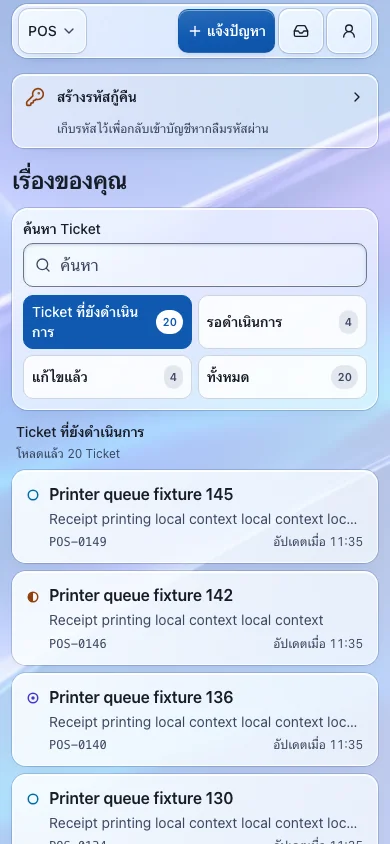 POS
แจ้งปัญหา
สร้างรหัสกู้คืน
เก็บรหัสไว้เพื่อกลับเข้าบัญชีหากลืมรหัสผ่าน
เรื่องของคุณ
ค้นหา Ticket
ค้นหา
Ticket ที่ยังดำเนิน
การ
20
รอดำเนินการ
4
แก้ไขแล้ว
4
ทั้งหมด
20
Ticket ที่ยังดำเนินการ
โหลดแล้ว 20 Ticket
Printer queue fixture 145
Receipt printing local context local context loc...
POS-0149 อัปเดตเมื่อ 11:35
Printer queue fixture 142
Receipt printing local context local context
POS-0146 อัปเดตเมื่อ 11:35
Printer queue fixture 136
Receipt printing local context local context loc...
POS-0140 อัปเดตเมื่อ 11:35
Printer queue fixture 130
Receipt printing local context local context loc...